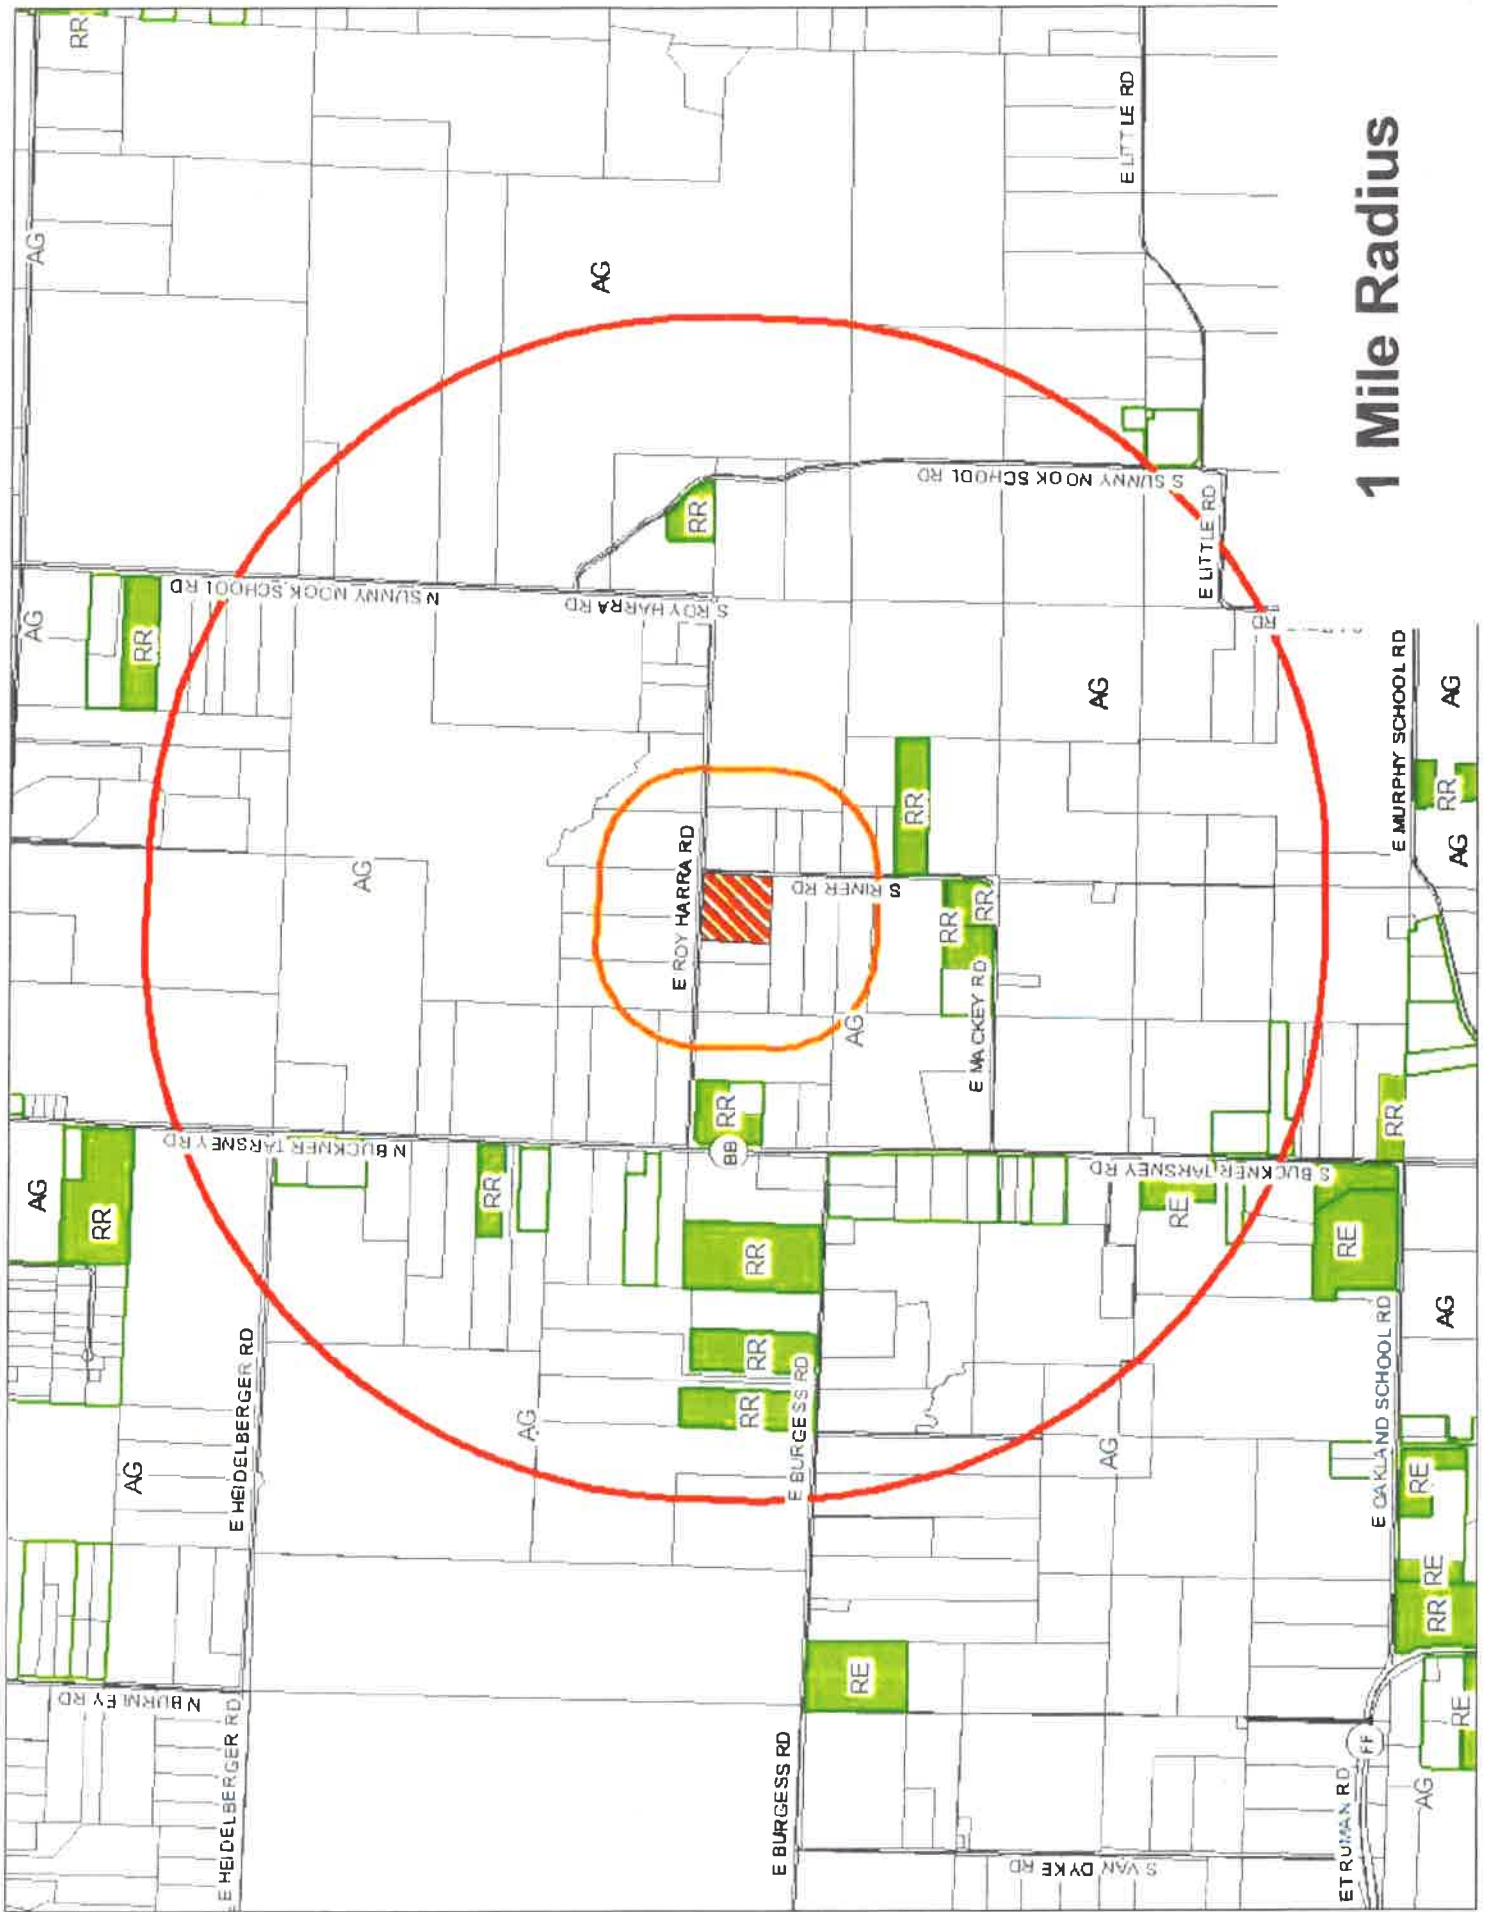 1 Mile Radius
RR
AG
AG
E LITTLE RD
AG
RR
N SUNNY NOOK SCHOOL RD
S ROY HARRA RD
RR
S SUNNY NOOK SCHOOL RD
E LITTLE RD
RD
AG
AG
E MURPHY SCHOOL RD
AG
RR
AG
AG
E ROY HARRA RD
S RINER RD
RR
RR
RR
E MACKEY RD
AG
RR
BB
RR
N BUCKNER TARSNEY RD
S BUCKNER TARSNEY RD
AG
RR
RR
RR
RR
RR
RE
RE
AG
AG
AG
AG
E HEIDELBERGER RD
E BURGESS RD
E OAKLAND SCHOOL RD
RE
RE
RR
RE
RE
N BURNLEY RD
E HEIDELBERGER RD
E BURGESS RD
S VAN DYKE RD
E TRUMAN RD
FF
AG